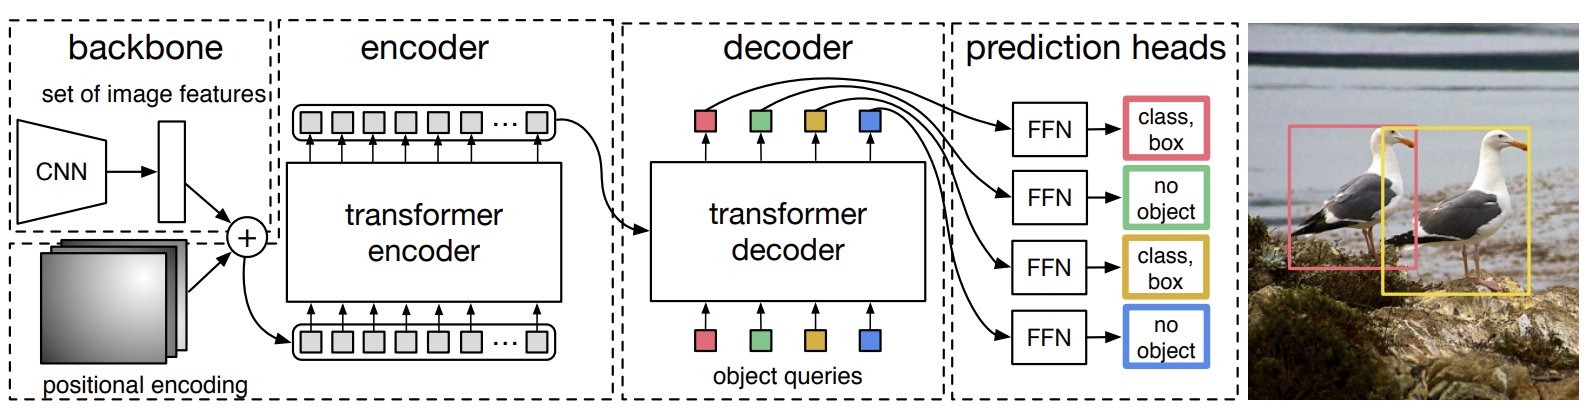 backbone
set of image features
CNN
+
positional encoding
encoder
...
transformer
encoder
...
decoder
transformer
decoder
object queries
prediction heads
FFN
class,
box
FFN
no
object
FFN
class,
box
FFN
no
object